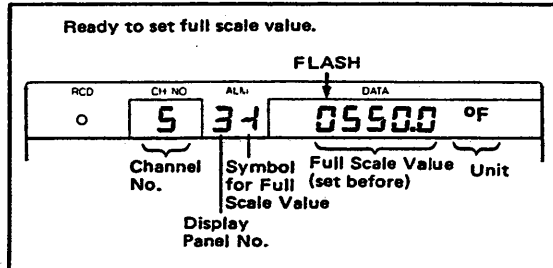 Ready to set full scale value.
FLASH
RCD CH NO ALM DATA
5 3 0550.0 °F
Channel No.
Symbol for Full Scale Value
Full Scale Value (set before)
Unit
Display Panel No.